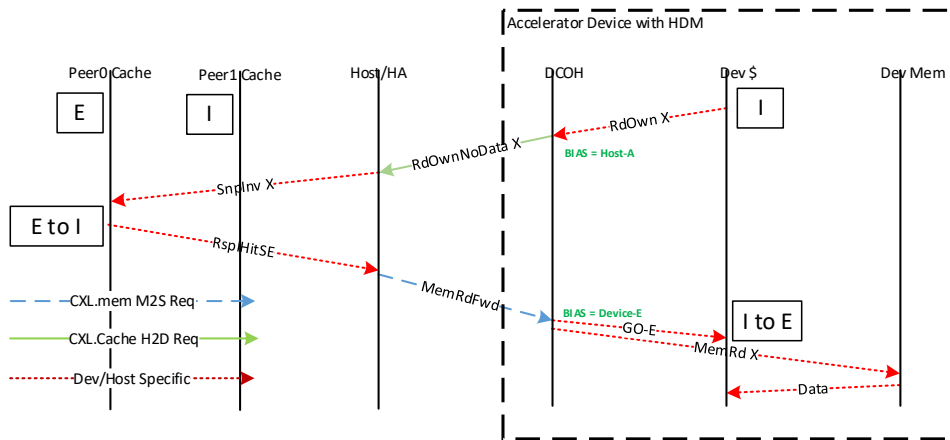 Accelerator Device with HDM
Peer0 Cache
Peer1 Cache
Host/HA
DCOH
Dev $
Dev Mem
E
I
I
RdOwn X
BIAS = Host-A
RdOwnNoData X
SnpInv X
E to I
RspIHitSE
MemRdFwd
CXL.mem M2S Req
BIAS = Device-E
GO-E
I to E
CXL.Cache H2D Req
MemRd X
Dev/Host Specific
Data